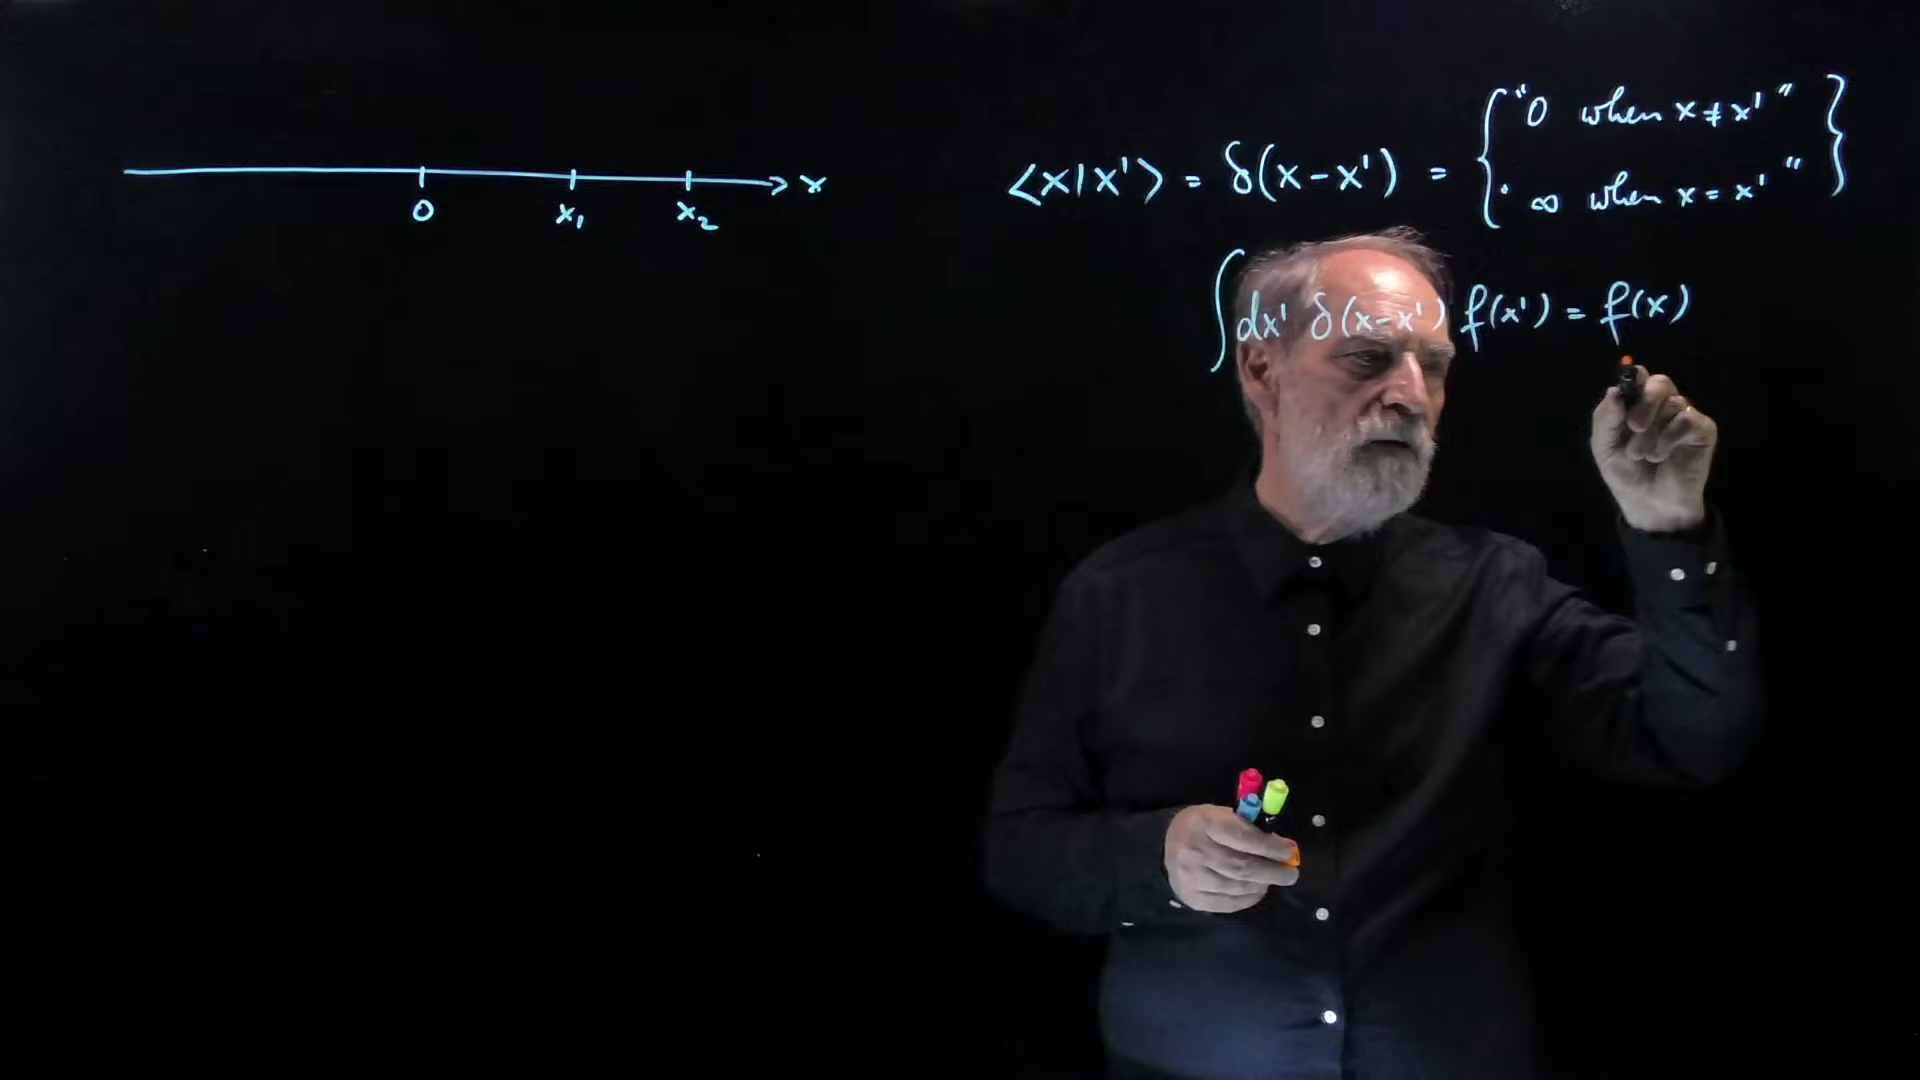 x
0 x₁ x₂
⟨x|x'⟩ = δ(x-x') = { "0 when x ≠ x' "
" ∞ when x = x' " }
∫ dx' δ(x-x') f(x') = f(x)